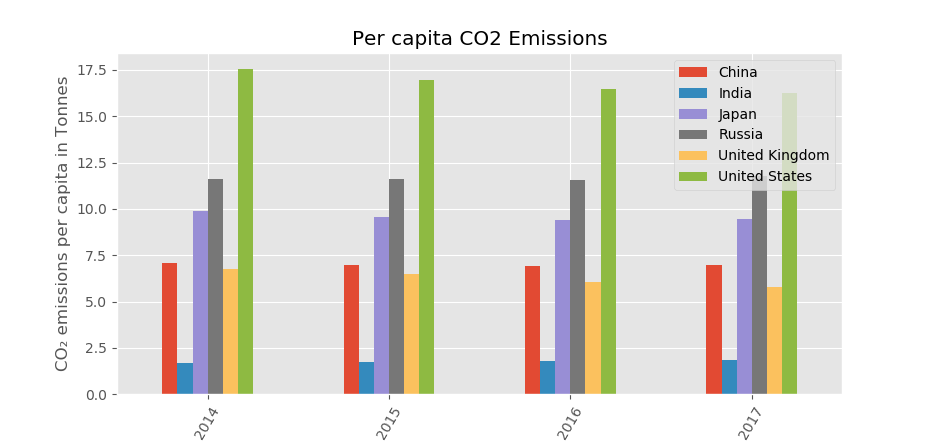 Per capita CO2 Emissions
CO₂ emissions per capita in Tonnes
17.5
15.0
12.5
10.0
7.5
5.0
2.5
0.0
2014
2015
2016
2017
China
India
Japan
Russia
United Kingdom
United States